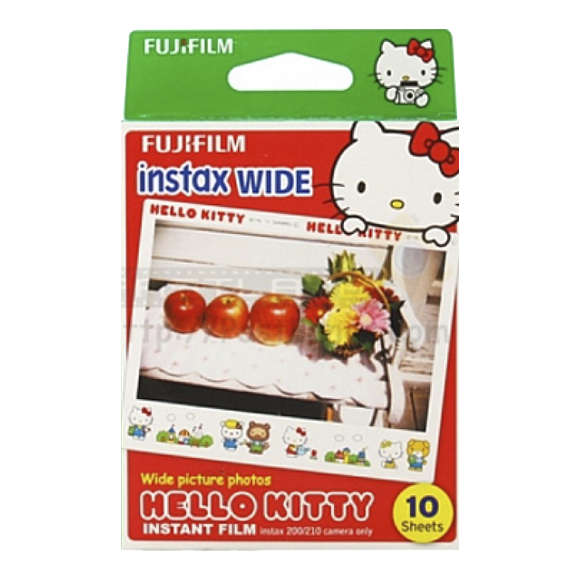 FUJIFILM
FUJIFILM
instax WIDE
HELLO KITTY
HELLO KITTY
Wide picture photos
HELLO KITTY
INSTANT FILM instax 200/210 camera only
10
Sheets